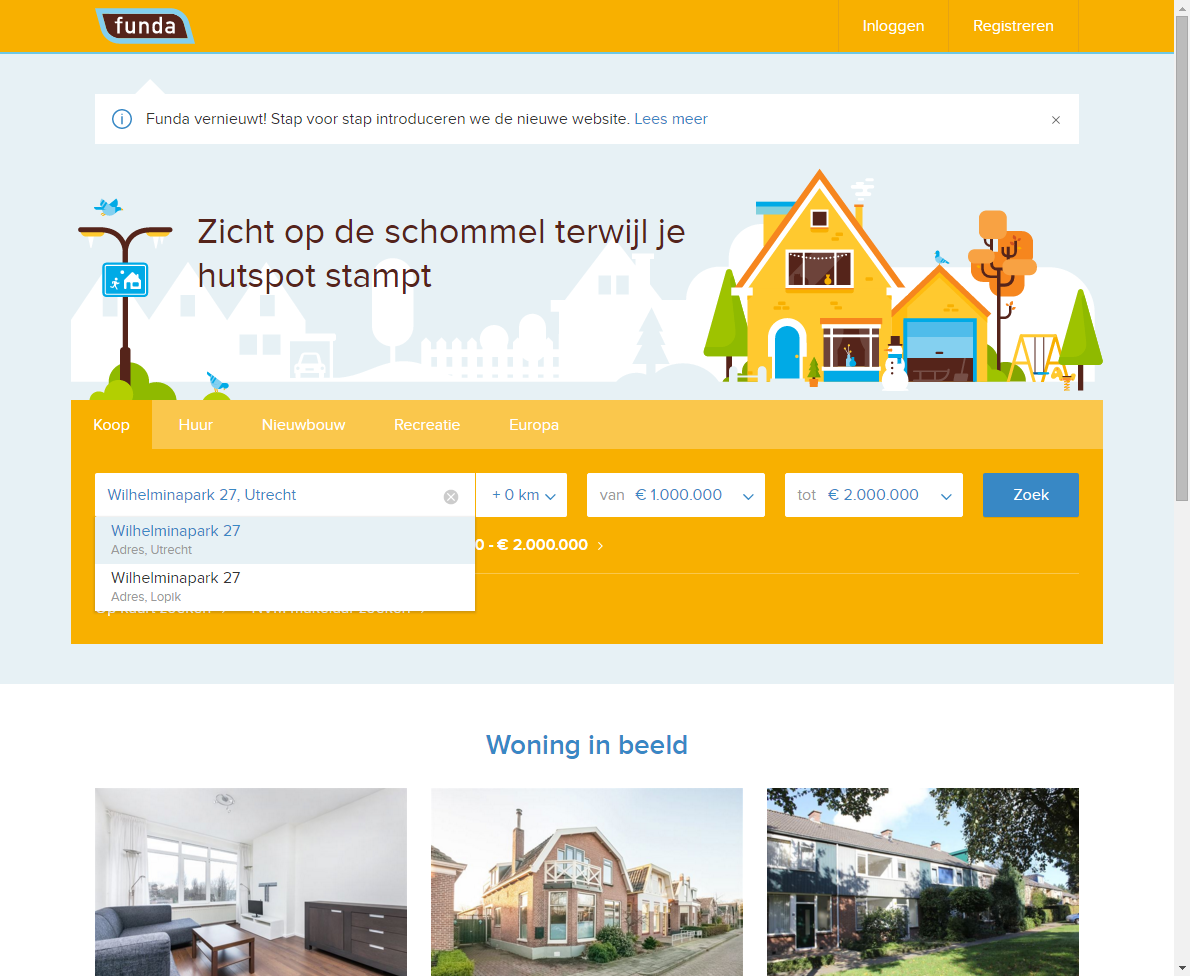 funda
Inloggen
Registreren
Funda vernieuwt! Stap voor stap introduceren we de nieuwe website. Lees meer
Zicht op de schommel terwijl je
hutspot stampt
Koop
Huur
Nieuwbouw
Recreatie
Europa
Wilhelminapark 27, Utrecht
+ 0 km
van € 1.000.000
tot € 2.000.000
Zoek
Wilhelminapark 27
Adres, Utrecht
0 - € 2.000.000
Wilhelminapark 27
Adres, Lopik
Woning in beeld